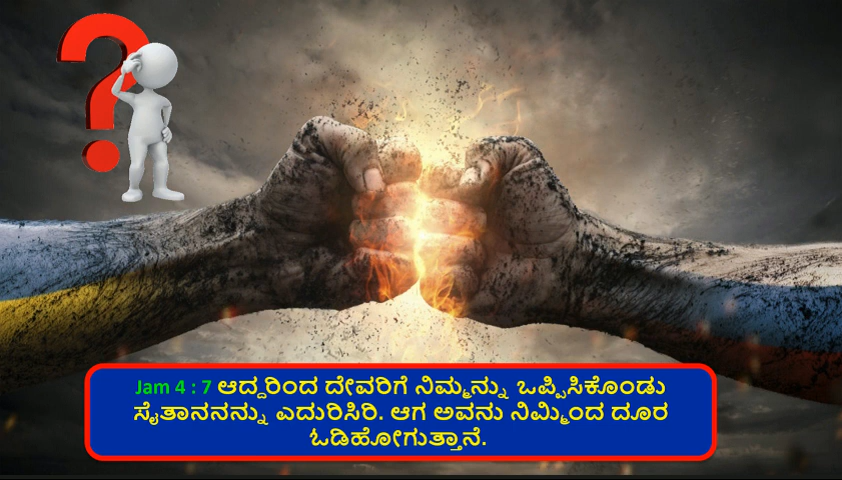 Jam 4 : 7 ಆದ್ದರಿಂದ ದೇವರಿಗೆ ನಿಮ್ಮನ್ನು ಒಪ್ಪಿಸಿಕೊಂಡು
ಸೈತಾನನನ್ನು ಎದುರಿಸಿರಿ. ಆಗ ಅವನು ನಿಮ್ಮಿಂದ ದೂರ
ಓಡಿಹೋಗುತ್ತಾನೆ.